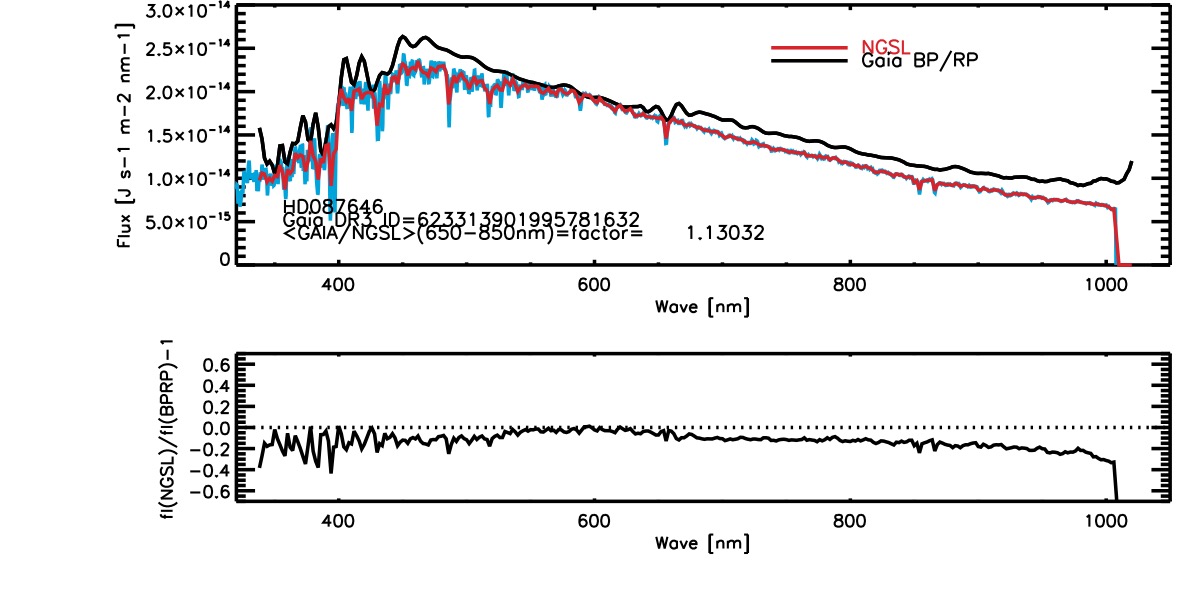 3.0×10⁻¹⁴
2.5×10⁻¹⁴
2.0×10⁻¹⁴
1.5×10⁻¹⁴
1.0×10⁻¹⁴
5.0×10⁻¹⁵
0
Flux [J s−1 m−2 nm−1]
NGSL
Gaia BP/RP
HD087646
Gaia DR3 ID=623313901995781632
<GAIA/NGSL>(650−850nm)=factor= 1.13032
400 600 800 1000
Wave [nm]
0.6
0.4
0.2
0.0
−0.2
−0.4
−0.6
fl(NGSL)/fl(BPRP)−1
400 600 800 1000
Wave [nm]